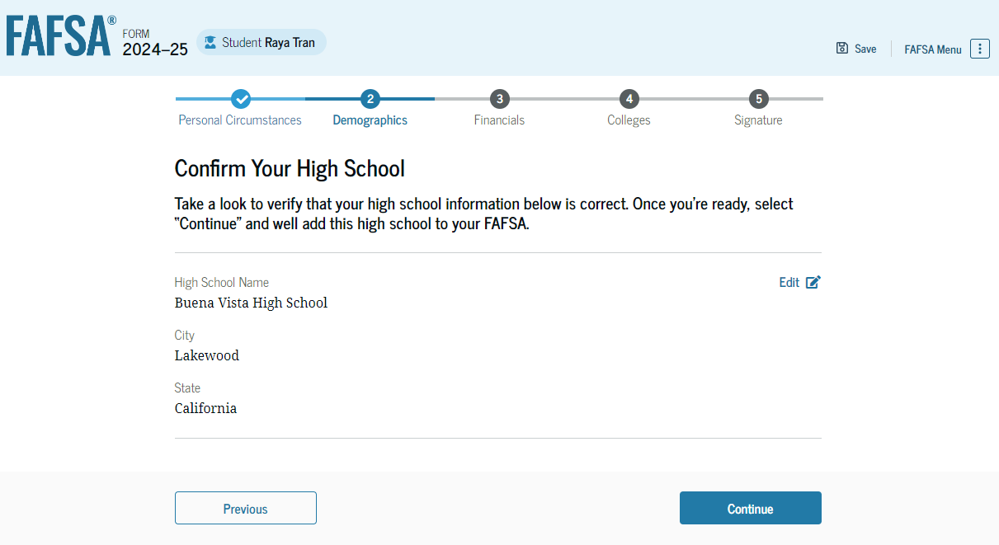 FAFSA®
FORM
2024–25
Student Raya Tran
Save
FAFSA Menu
2
3
4
5
Personal Circumstances
Demographics
Financials
Colleges
Signature
Confirm Your High School
Take a look to verify that your high school information below is correct. Once you're ready, select
"Continue" and well add this high school to your FAFSA.
High School Name
Edit
Buena Vista High School
City
Lakewood
State
California
Previous
Continue